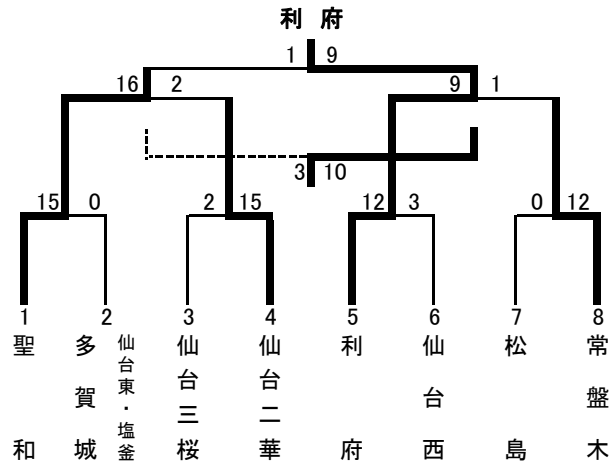 利府
1 9
16 2 9 1
3 10
15 0 2 15 12 3 0 12
1 2 3 4 5 6 7 8
聖和
多賀城
仙台東・塩釜
仙台三桜
仙台二華
利府
仙台西
松島
常盤木